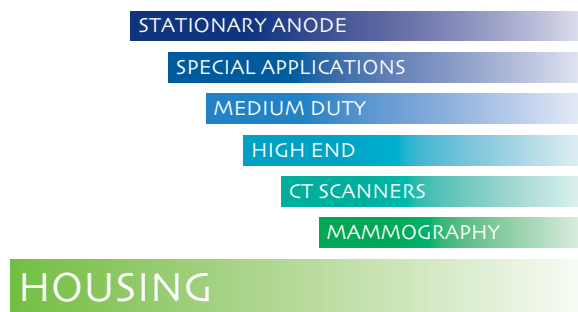 STATIONARY ANODE
SPECIAL APPLICATIONS
MEDIUM DUTY
HIGH END
CT SCANNERS
MAMMOGRAPHY
HOUSING